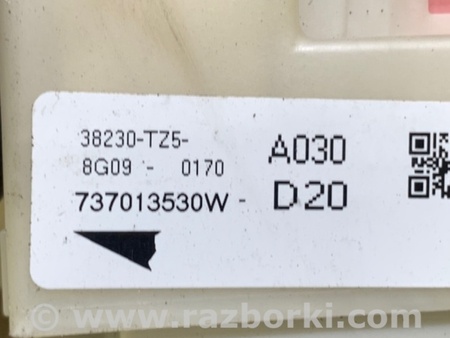 38230-TZ5- A030
8G09 - 0170
737013530W - D20
© www.razborki.com